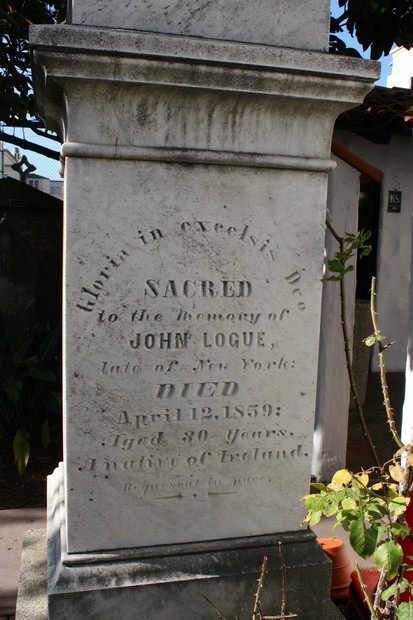 Gloria in excelsis Deo
SACRED
to the memory of
JOHN LOGUE,
late of New York:
DIED
April 12, 1859:
Aged 30 Years.
A native of Ireland.
Requescat in pace.